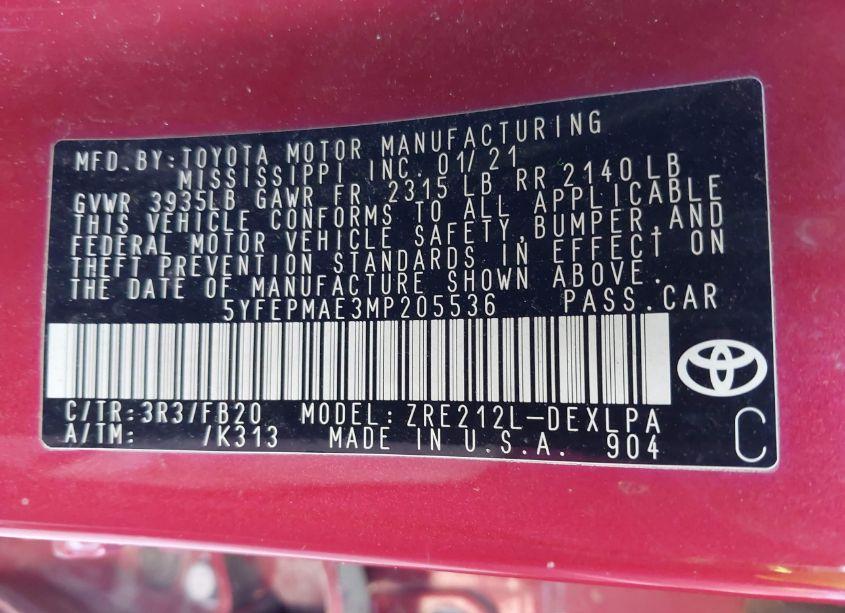 MFD.BY:TOYOTA MOTOR MANUFACTURING
MISSISSIPPI INC. 01/21
GVWR 3935LB GAWR FR 2315 LB RR 2140 LB
THIS VEHICLE CONFORMS TO ALL APPLICABLE
FEDERAL MOTOR VEHICLE SAFETY,BUMPER,AND
THEFT PREVENTION STANDARDS IN EFFECT ON
THE DATE OF MANUFACTURE SHOWN ABOVE.
5YFEPMAE3MP205536 PASS.CAR
C/TR:3R3/FB20 MODEL:ZRE212L-DEXLPA
A/TM: /K313 MADE IN U.S.A. 904
C